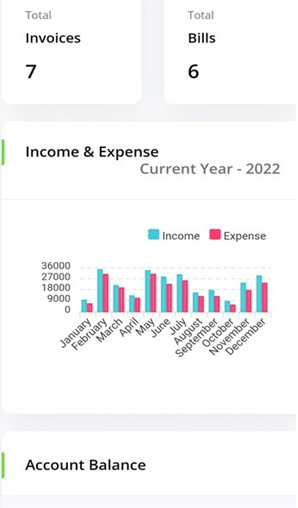 Total
Invoices
7
Total
Bills
6
Income & Expense
Current Year - 2022
Income
Expense
36000
27000
18000
9000
0
January
February
March
April
May
June
July
August
September
October
November
December
Account Balance